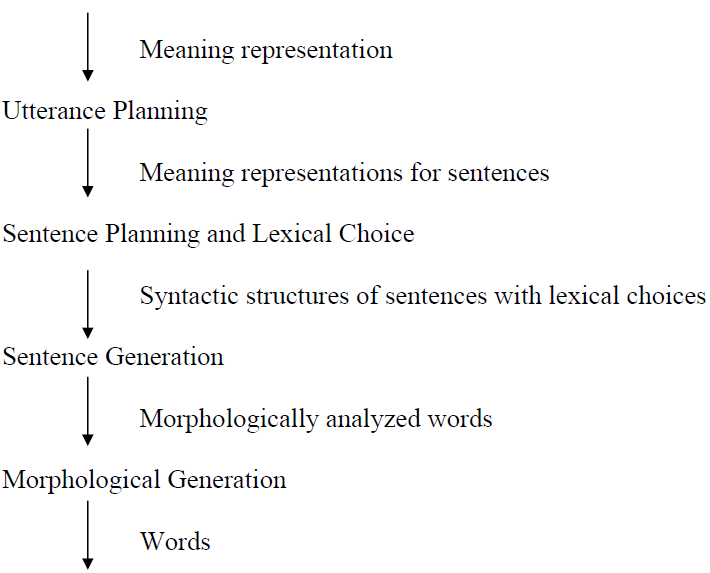 Meaning representation
Utterance Planning
Meaning representations for sentences
Sentence Planning and Lexical Choice
Syntactic structures of sentences with lexical choices
Sentence Generation
Morphologically analyzed words
Morphological Generation
Words